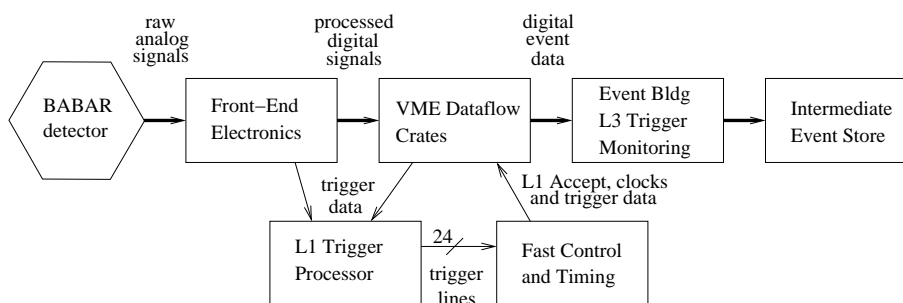 raw
analog
signals
processed
digital
signals
digital
event
data
BABAR
detector
Front–End
Electronics
VME Dataflow
Crates
Event Bldg
L3 Trigger
Monitoring
Intermediate
Event Store
trigger
data
L1 Accept, clocks
and trigger data
L1 Trigger
Processor
24
trigger
lines
Fast Control
and Timing